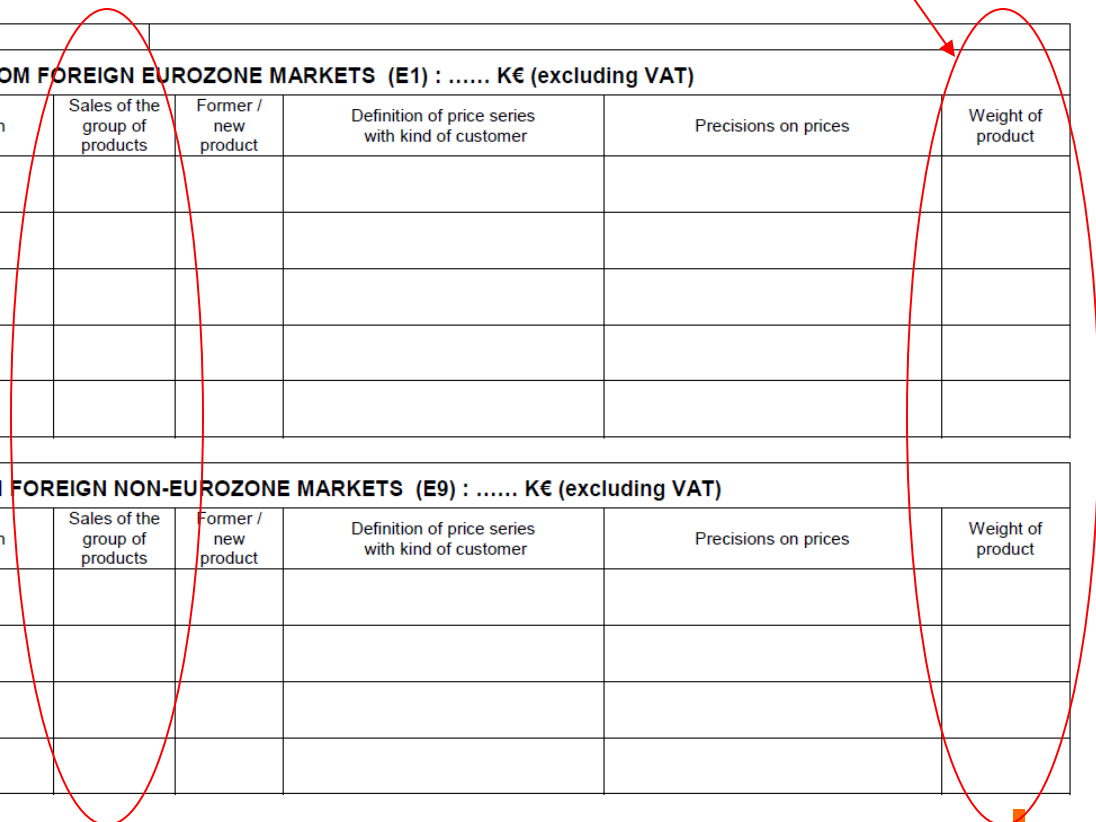 OM FOREIGN EUROZONE MARKETS (E1) : ...... K€ (excluding VAT)
n
Sales of the
group of
products
Former /
new
product
Definition of price series
with kind of customer
Precisions on prices
Weight of
product
FOREIGN NON-EUROZONE MARKETS (E9) : ...... K€ (excluding VAT)
n
Sales of the
group of
products
Former /
new
product
Definition of price series
with kind of customer
Precisions on prices
Weight of
product